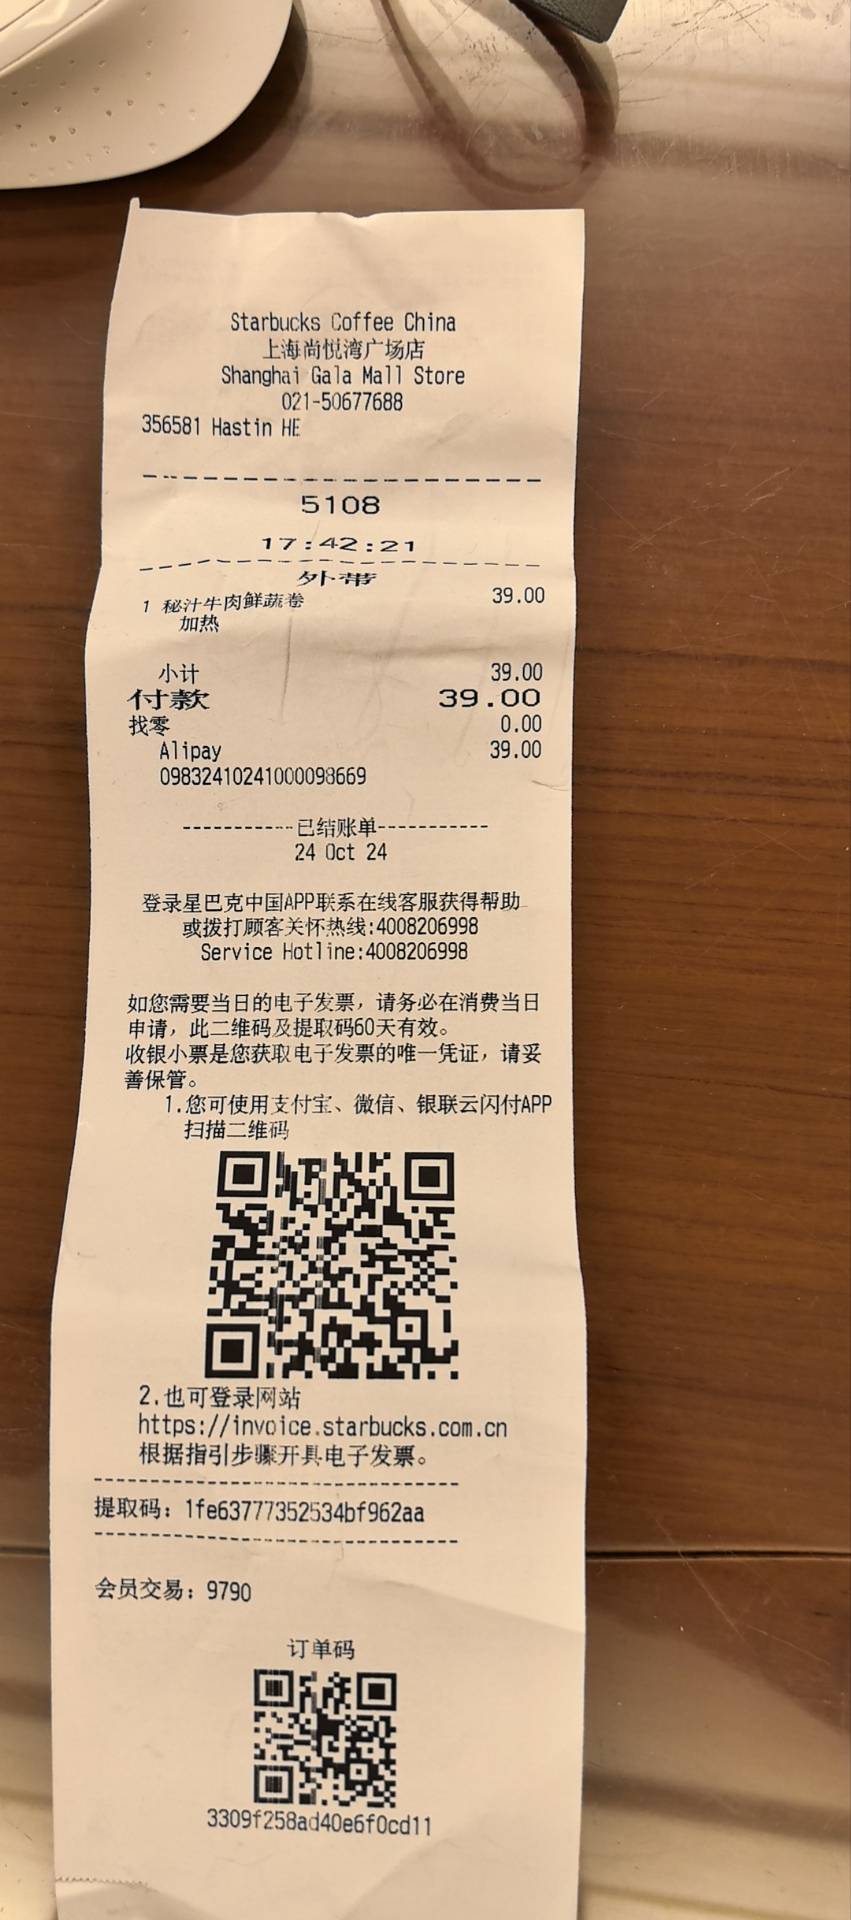 Starbucks Coffee China
上海尚悦湾广场店
Shanghai Gala Mall Store
021-50677688
356581 Hastin HE
5108
17:42:21
外带
1 秘汁牛肉鲜蔬卷 39.00
加热
小计 39.00
付款 39.00
找零 0.00
Alipay 39.00
09832410241000098669
-----------已结账单-----------
24 Oct 24
登录星巴克中国APP联系在线客服获得帮助
或拨打顾客关怀热线:4008206998
Service Hotline:4008206998
如您需要当日的电子发票，请务必在消费当日
申请，此二维码及提取码60天有效。
收银小票是您获取电子发票的唯一凭证，请妥
善保管。
1.您可使用支付宝、微信、银联云闪付APP
扫描二维码
2.也可登录网站
https://invoice.starbucks.com.cn
根据指引步骤开具电子发票。
提取码：1fe63777352534bf962aa
会员交易：9790
订单码
3309f258ad40e6f0cd11